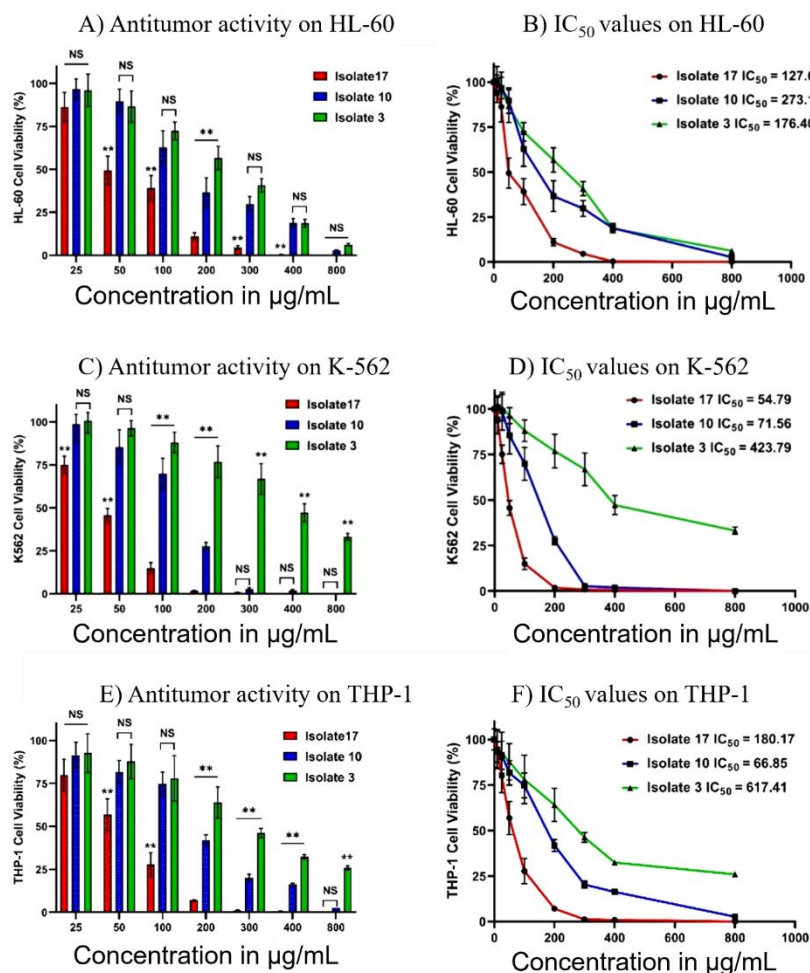 A) Antitumor activity on HL-60
NS
NS
NS
**
NS
NS
NS
**
**
**
**
Isolate17
Isolate 10
Isolate 3
HL-60 Cell Viability (%)
100
75
50
25
0
25 50 100 200 300 400 800
Concentration in µg/mL
B) IC50 values on HL-60
Isolate 17 IC50 = 127.
Isolate 10 IC50 = 273.
Isolate 3 IC50 = 176.40
HL-60 Cell Viability (%)
100
75
50
25
0
0 200 400 600 800 1000
Concentration in µg/mL
C) Antitumor activity on K-562
NS
NS
**
**
**
**
**
NS
NS
NS
**
**
Isolate17
Isolate 10
Isolate 3
K562 Cell Viability (%)
100
75
50
25
0
25 50 100 200 300 400 800
Concentration in µg/mL
D) IC50 values on K-562
Isolate 17 IC50 = 54.79
Isolate 10 IC50 = 71.56
Isolate 3 IC50 = 423.79
K562 Cell Viability (%)
100
75
50
25
0
0 200 400 600 800 1000
Concentration in µg/mL
E) Antitumor activity on THP-1
NS
NS
NS
**
**
**
**
NS
**
**
Isolate17
Isolate 10
Isolate 3
THP-1 Cell Viability (%)
100
75
50
25
0
25 50 100 200 300 400 800
Concentration in µg/mL
F) IC50 values on THP-1
Isolate 17 IC50 = 180.17
Isolate 10 IC50 = 66.85
Isolate 3 IC50 = 617.41
THP-1 Cell Viability (%)
100
75
50
25
0
0 200 400 600 800 1000
Concentration in µg/mL